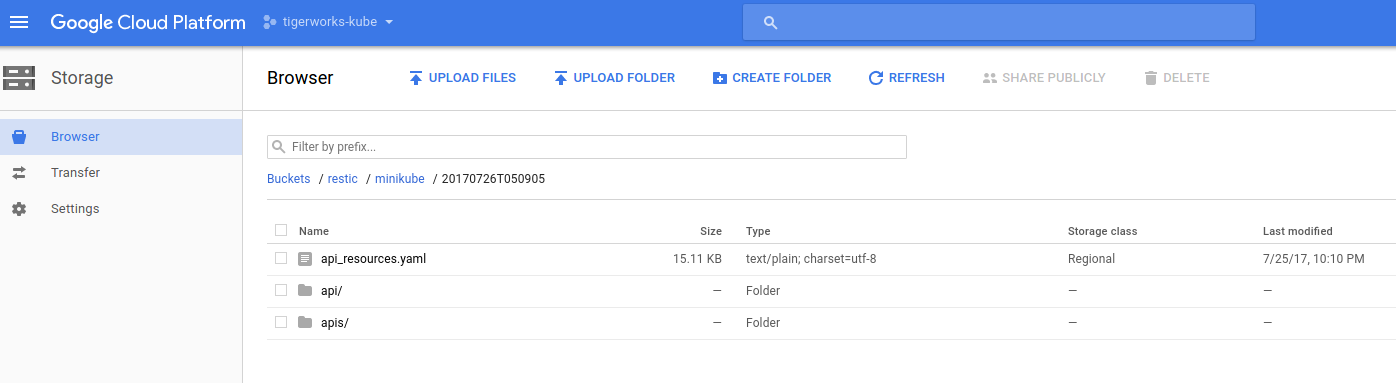 Google Cloud Platform tigerworks-kube
Storage
Browser UPLOAD FILES UPLOAD FOLDER CREATE FOLDER REFRESH SHARE PUBLICLY DELETE
Browser
Transfer
Settings
Filter by prefix...
Buckets / restic / minikube / 20170726T050905
Name Size Type Storage class Last modified
api_resources.yaml 15.11 KB text/plain; charset=utf-8 Regional 7/25/17, 10:10 PM
api/ — Folder — —
apis/ — Folder — —